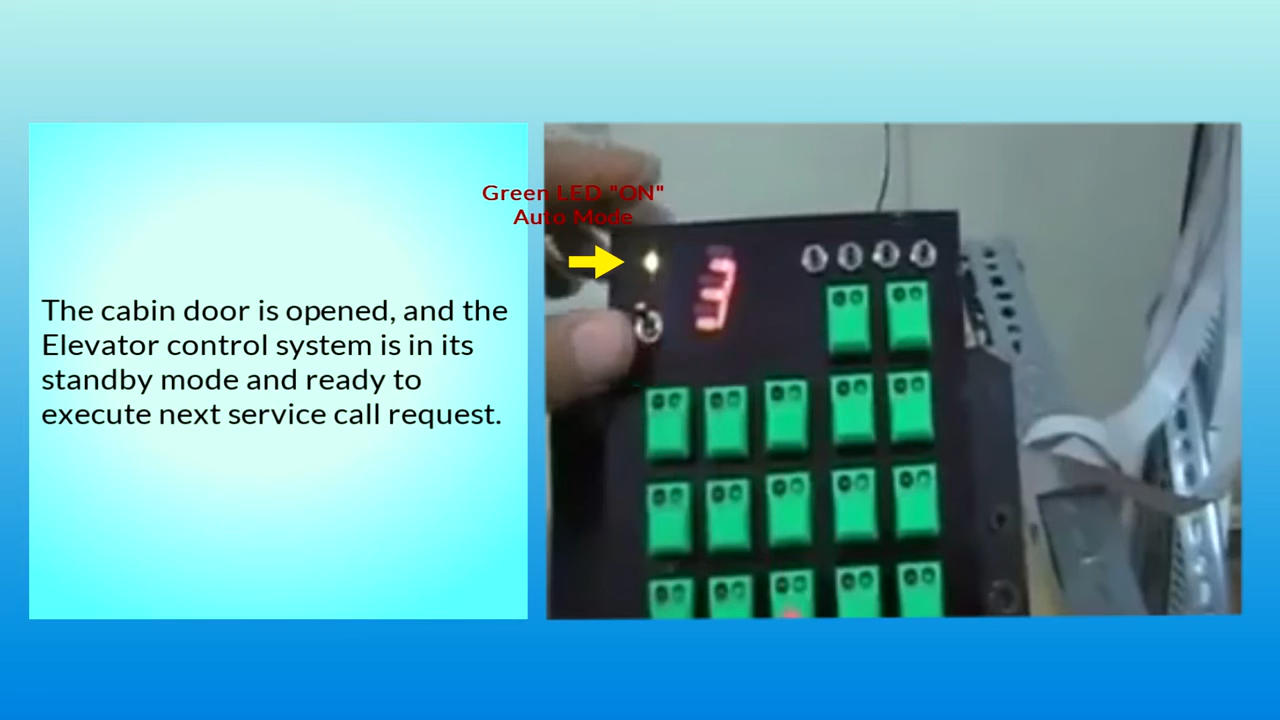 Green LED "ON"
Auto Mode
3
The cabin door is opened, and the
Elevator control system is in its
standby mode and ready to
execute next service call request.